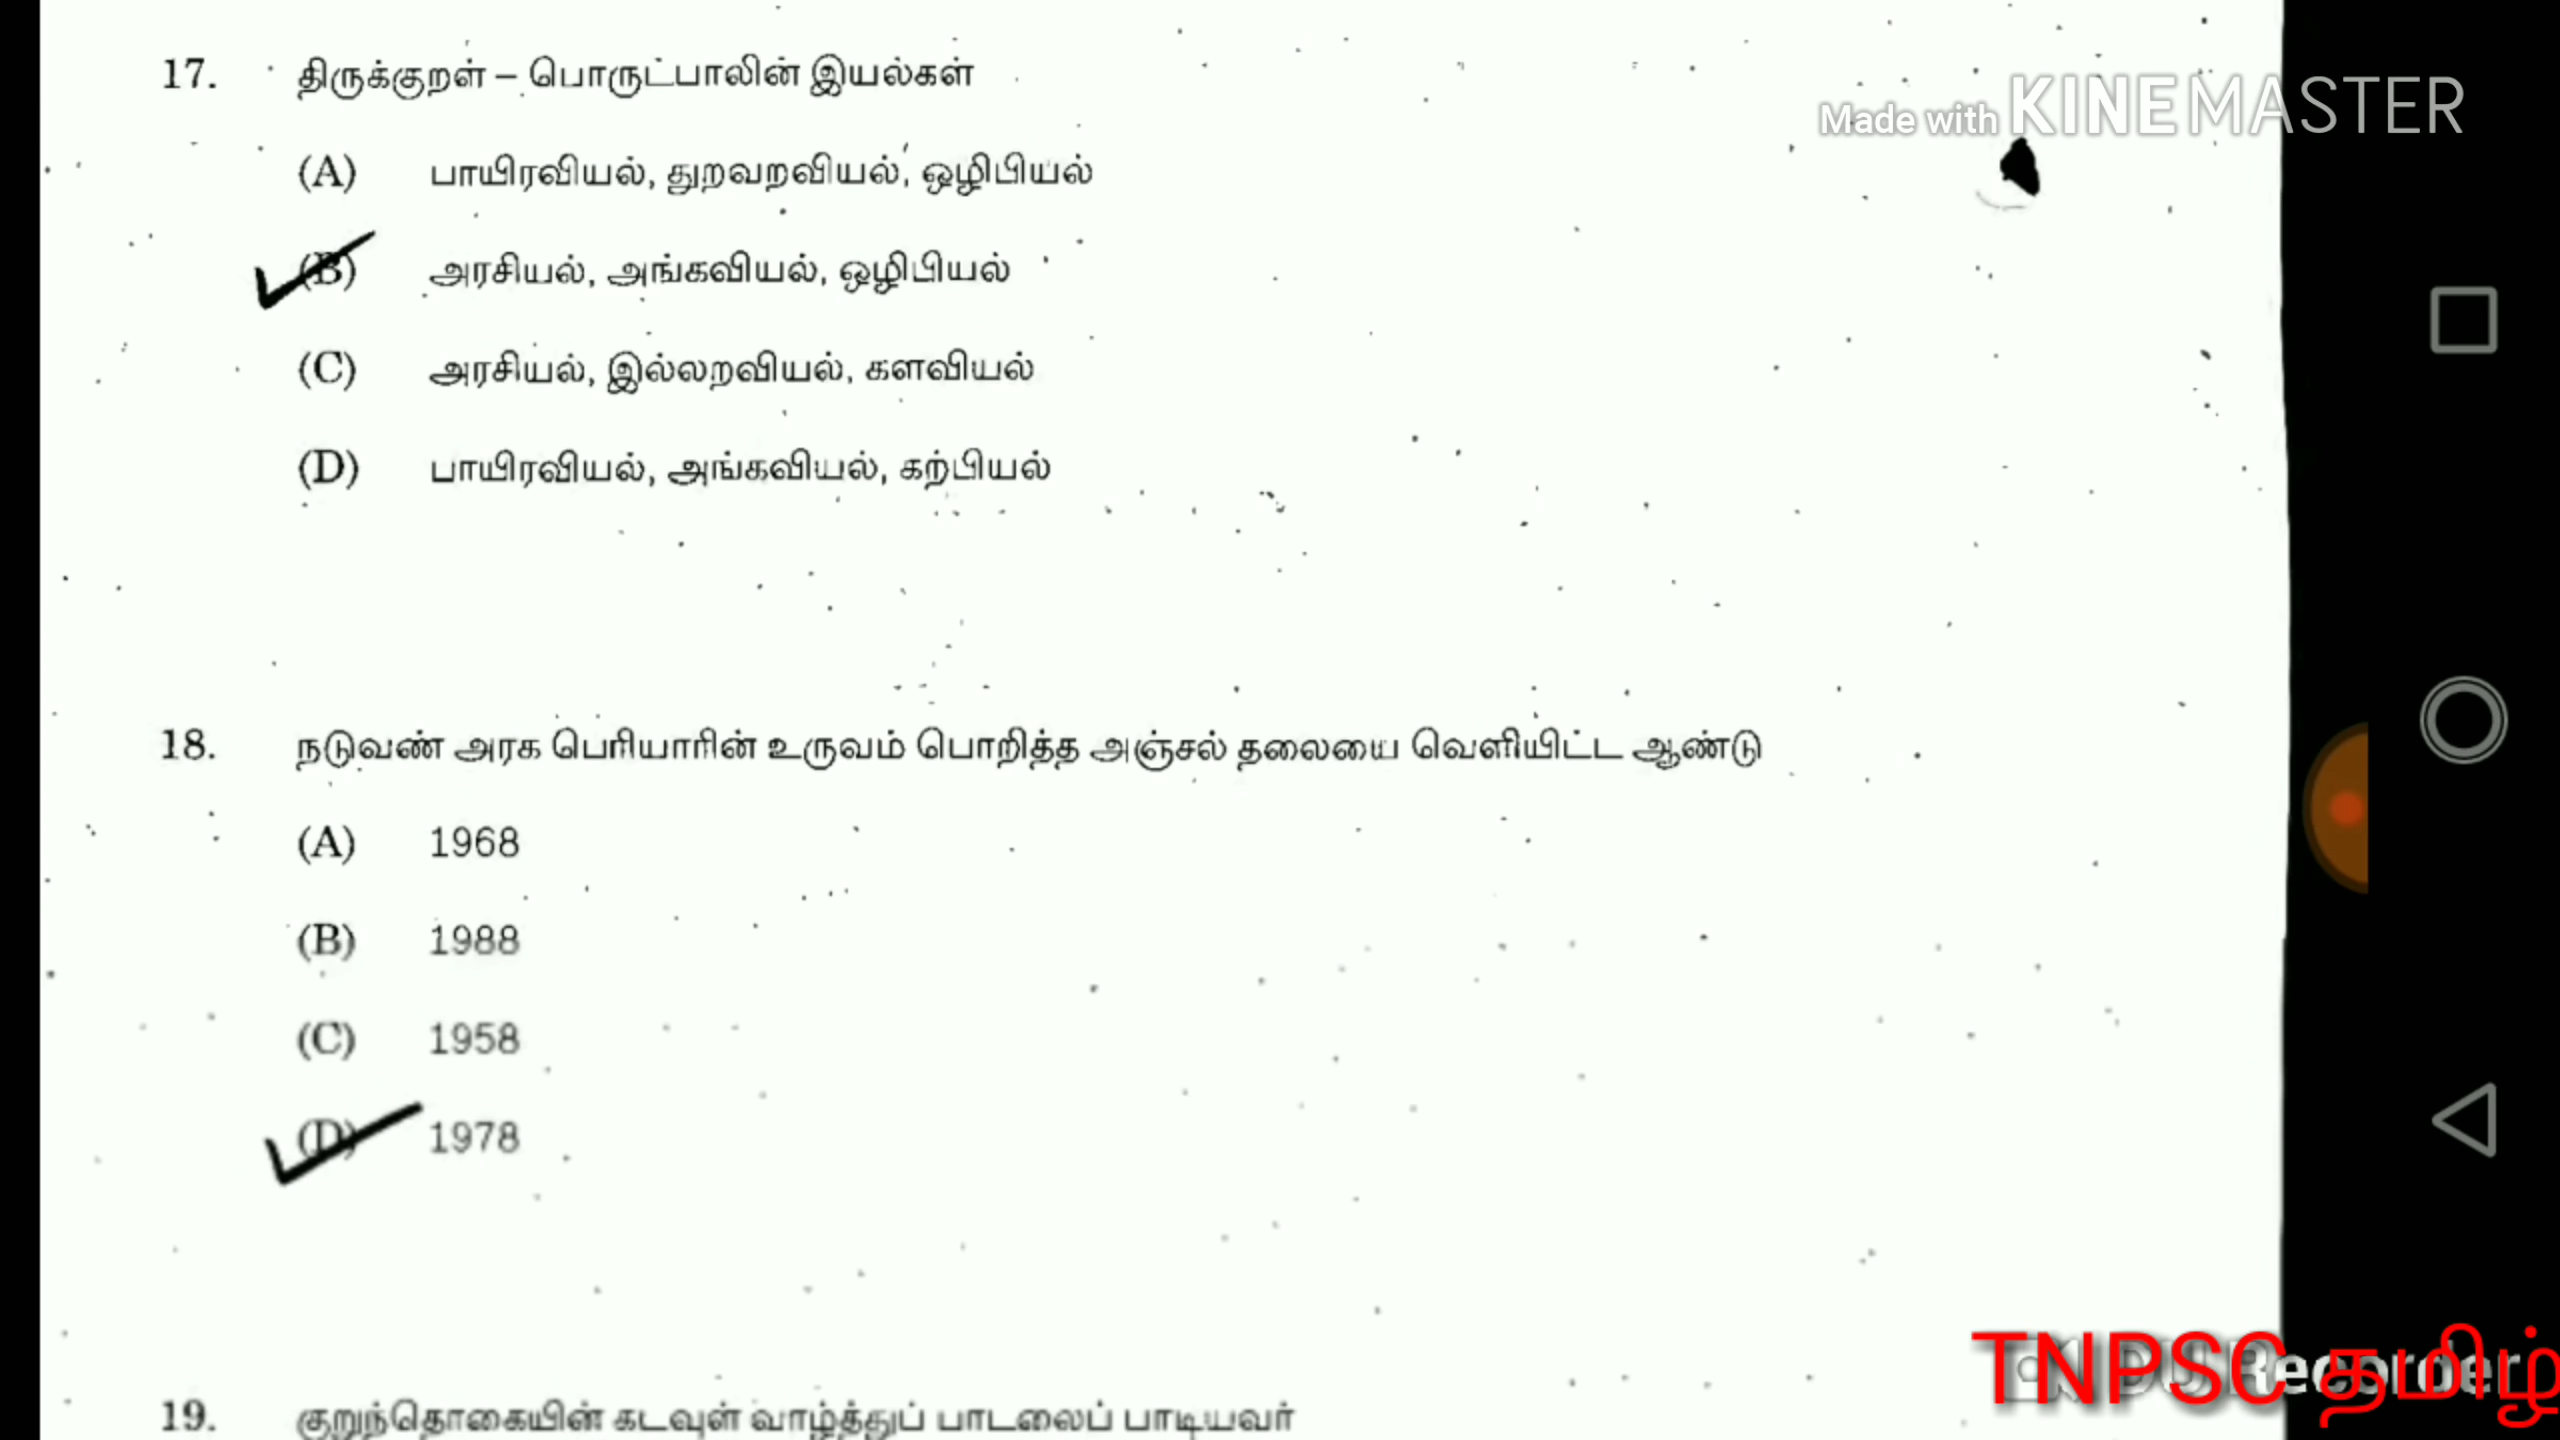 17. திருக்குறள் – பொருட்பாலின் இயல்கள்
Made with KINEMASTER
(A) பாயிரவியல், துறவறவியல், ஒழிபியல்
(B) அரசியல், அங்கவியல், ஒழிபியல்
(C) அரசியல், இல்லறவியல், களவியல்
(D) பாயிரவியல், அங்கவியல், கற்பியல்
18. நடுவண் அரசு பெரியாரின் உருவம் பொறித்த அஞ்சல் தலையை வெளியிட்ட ஆண்டு
(A) 1968
(B) 1988
(C) 1958
(D) 1978
TNPSC தமிழ்
Recorder
19. குறுந்தொகையின் கடவுள் வாழ்த்துப் பாடலைப் பாடியவர்